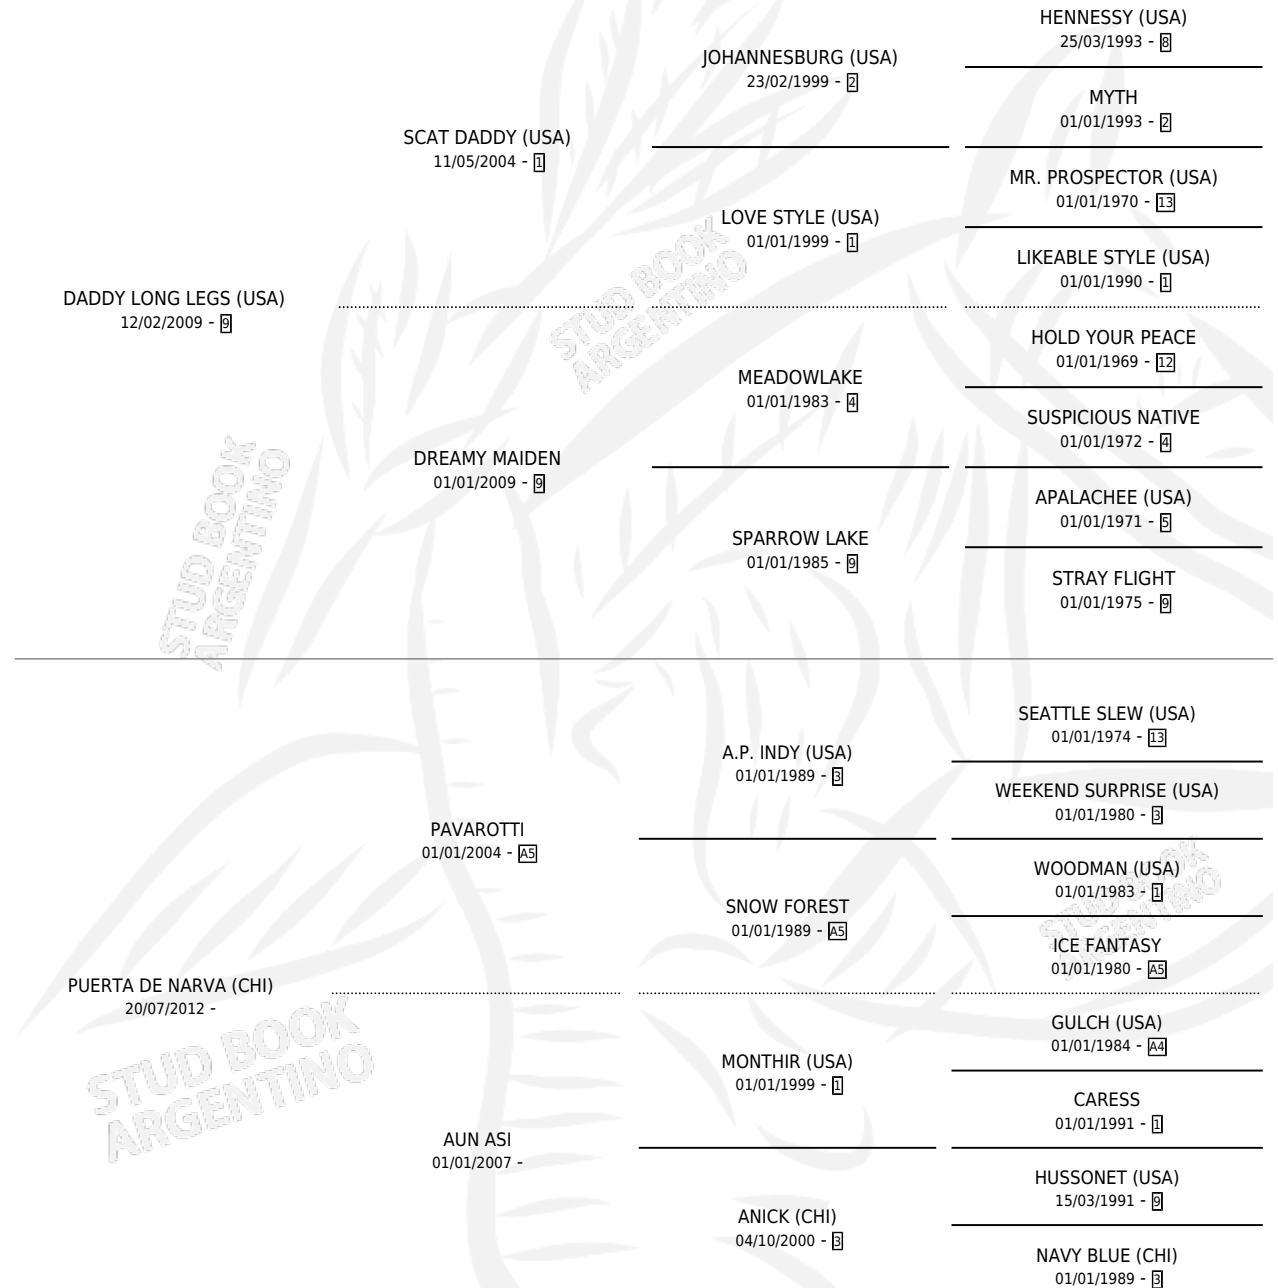 HENNESSY (USA)
25/03/1993 - 8
JOHANNESBURG (USA)
23/02/1999 - 2
MYTH
01/01/1993 - 2
SCAT DADDY (USA)
11/05/2004 - 1
MR. PROSPECTOR (USA)
01/01/1970 - 13
LOVE STYLE (USA)
01/01/1999 - 1
LIKEABLE STYLE (USA)
01/01/1990 - 1
DADDY LONG LEGS (USA)
12/02/2009 - 9
HOLD YOUR PEACE
01/01/1969 - 12
MEADOWLAKE
01/01/1983 - 4
SUSPICIOUS NATIVE
01/01/1972 - 4
DREAMY MAIDEN
01/01/2009 - 9
APALACHEE (USA)
01/01/1971 - 5
SPARROW LAKE
01/01/1985 - 9
STRAY FLIGHT
01/01/1975 - 9
STUD BOOK
ARGENTINO
STUD BOOK
ARGENTINO
SEATTLE SLEW (USA)
01/01/1974 - 13
A.P. INDY (USA)
01/01/1989 - 3
WEEKEND SURPRISE (USA)
01/01/1980 - 3
PAVAROTTI
01/01/2004 - A5
WOODMAN (USA)
01/01/1983 - 1
SNOW FOREST
01/01/1989 - A5
ICE FANTASY
01/01/1980 - A5
PUERTA DE NARVA (CHI)
20/07/2012 -
GULCH (USA)
01/01/1984 - A4
MONTHIR (USA)
01/01/1999 - 1
CARESS
01/01/1991 - 1
AUN ASI
01/01/2007 -
HUSSONET (USA)
15/03/1991 - 9
ANICK (CHI)
04/10/2000 - 3
NAVY BLUE (CHI)
01/01/1989 - 3
STUD BOOK
ARGENTINO
STUD BOOK
ARGENTINO